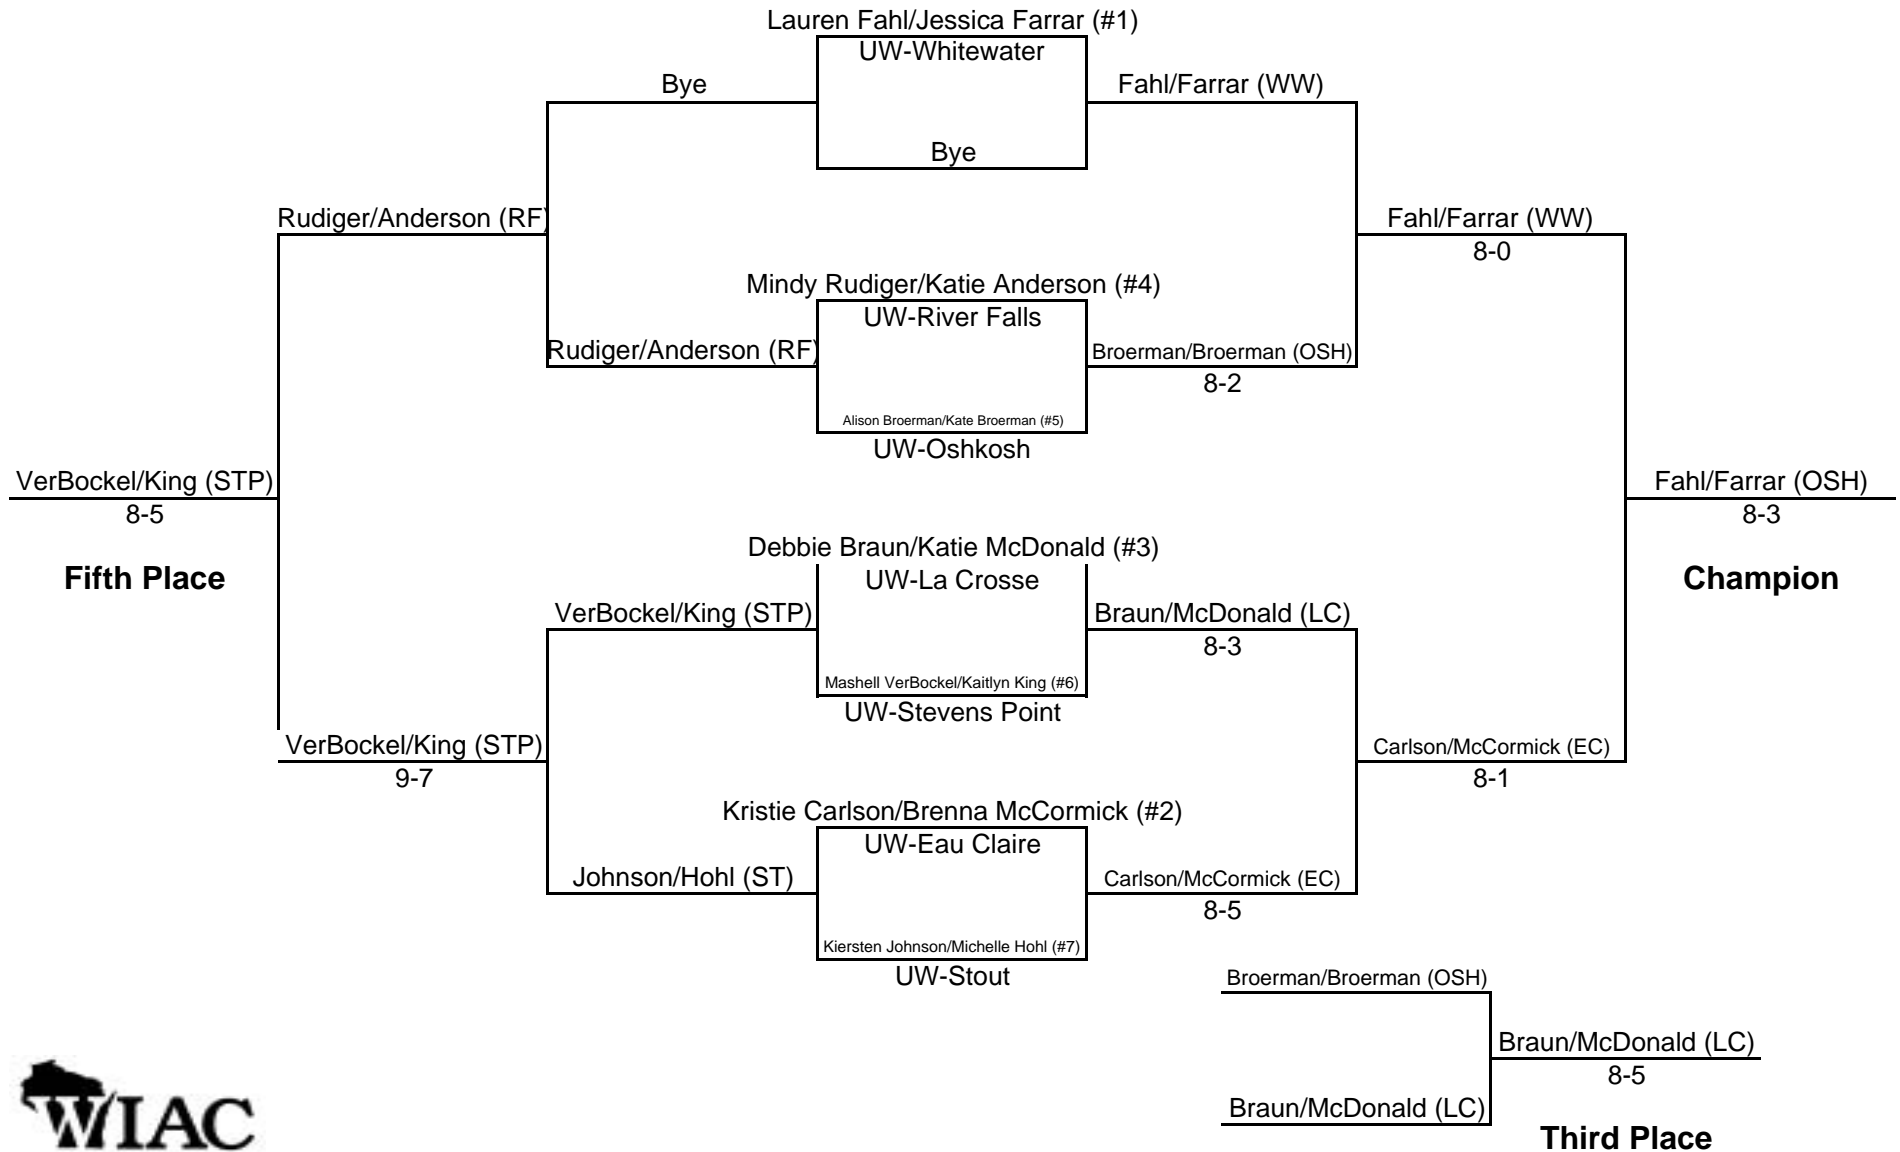 Lauren Fahl/Jessica Farrar (#1)
UW-Whitewater
Bye
Fahl/Farrar (WW)
Bye
Rudiger/Anderson (RF)
Fahl/Farrar (WW)
8-0
Mindy Rudiger/Katie Anderson (#4)
UW-River Falls
Rudiger/Anderson (RF)
Broerman/Broerman (OSH)
8-2
Alison Broerman/Kate Broerman (#5)
UW-Oshkosh
VerBockel/King (STP)
8-5
Fifth Place
Fahl/Farrar (OSH)
8-3
Champion
Debbie Braun/Katie McDonald (#3)
UW-La Crosse
VerBockel/King (STP)
Braun/McDonald (LC)
8-3
Mashell VerBockel/Kaitlyn King (#6)
UW-Stevens Point
VerBockel/King (STP)
9-7
Carlson/McCormick (EC)
8-1
Kristie Carlson/Brenna McCormick (#2)
UW-Eau Claire
Johnson/Hohl (ST)
Carlson/McCormick (EC)
8-5
Kiersten Johnson/Michelle Hohl (#7)
UW-Stout
Broerman/Broerman (OSH)
Braun/McDonald (LC)
8-5
Braun/McDonald (LC)
Third Place
WIAC